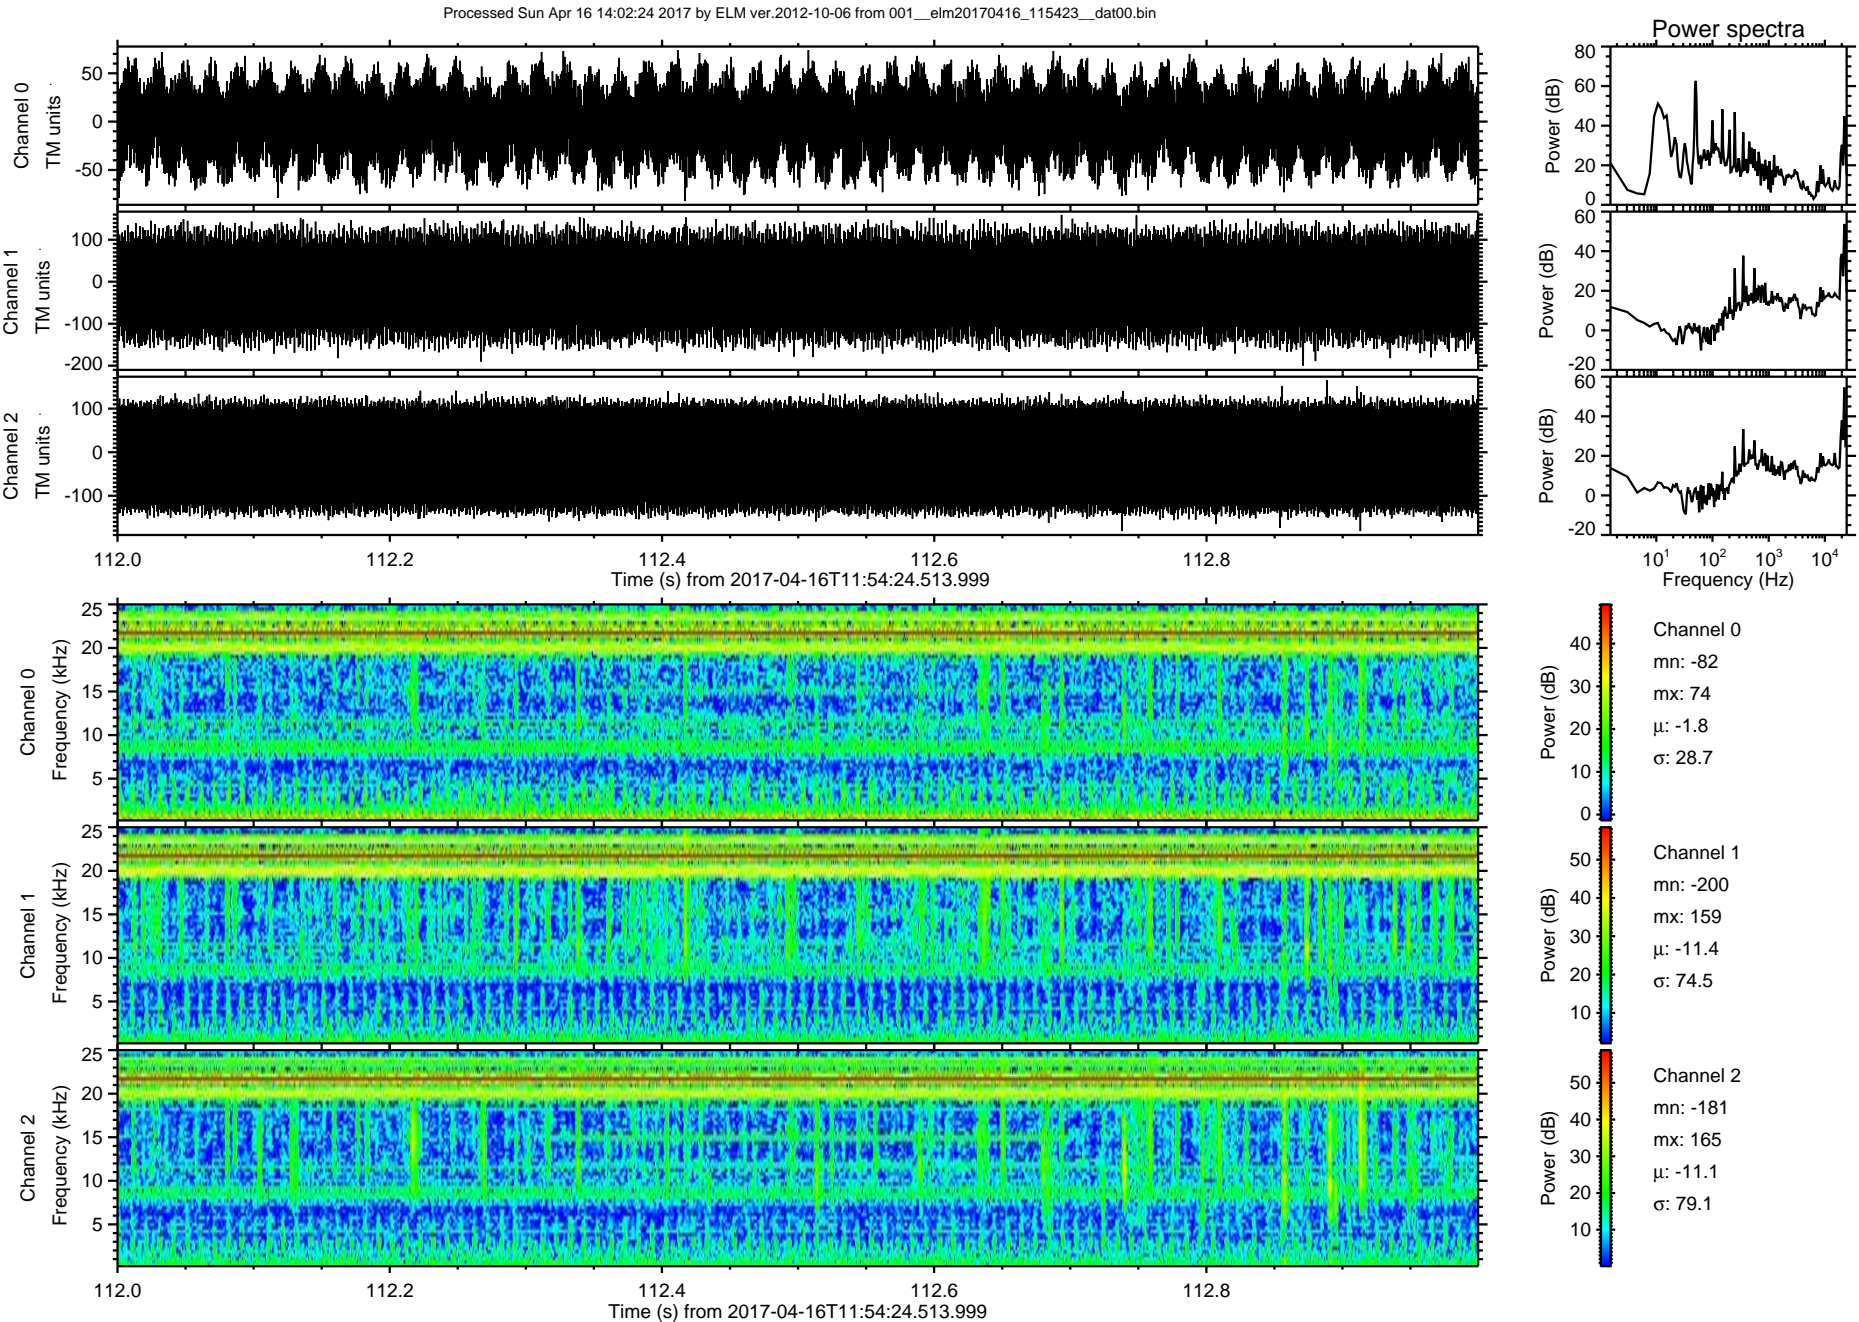 Processed Sun Apr 16 14:02:24 2017 by ELM ver.2012-10-06 from 001__elm20170416_115423__dat00.bin
Power spectra
Channel 0
TM units
50
0
-50
Power (dB)
80
60
40
20
0
Channel 1
TM units
100
0
-100
-200
Power (dB)
60
40
20
0
-20
Channel 2
TM units
100
0
-100
Power (dB)
60
40
20
0
-20
112.0 112.2 112.4 112.6 112.8
Time (s) from 2017-04-16T11:54:24.513.999
10^1 10^2 10^3 10^4
Frequency (Hz)
Channel 0
Frequency (kHz)
25
20
15
10
5
Power (dB)
40
30
20
10
0
Channel 0
mn: -82
mx: 74
μ: -1.8
σ: 28.7
Channel 1
Frequency (kHz)
25
20
15
10
5
Power (dB)
50
40
30
20
10
Channel 1
mn: -200
mx: 159
μ: -11.4
σ: 74.5
Channel 2
Frequency (kHz)
25
20
15
10
5
Power (dB)
50
40
30
20
10
Channel 2
mn: -181
mx: 165
μ: -11.1
σ: 79.1
112.0 112.2 112.4 112.6 112.8
Time (s) from 2017-04-16T11:54:24.513.999